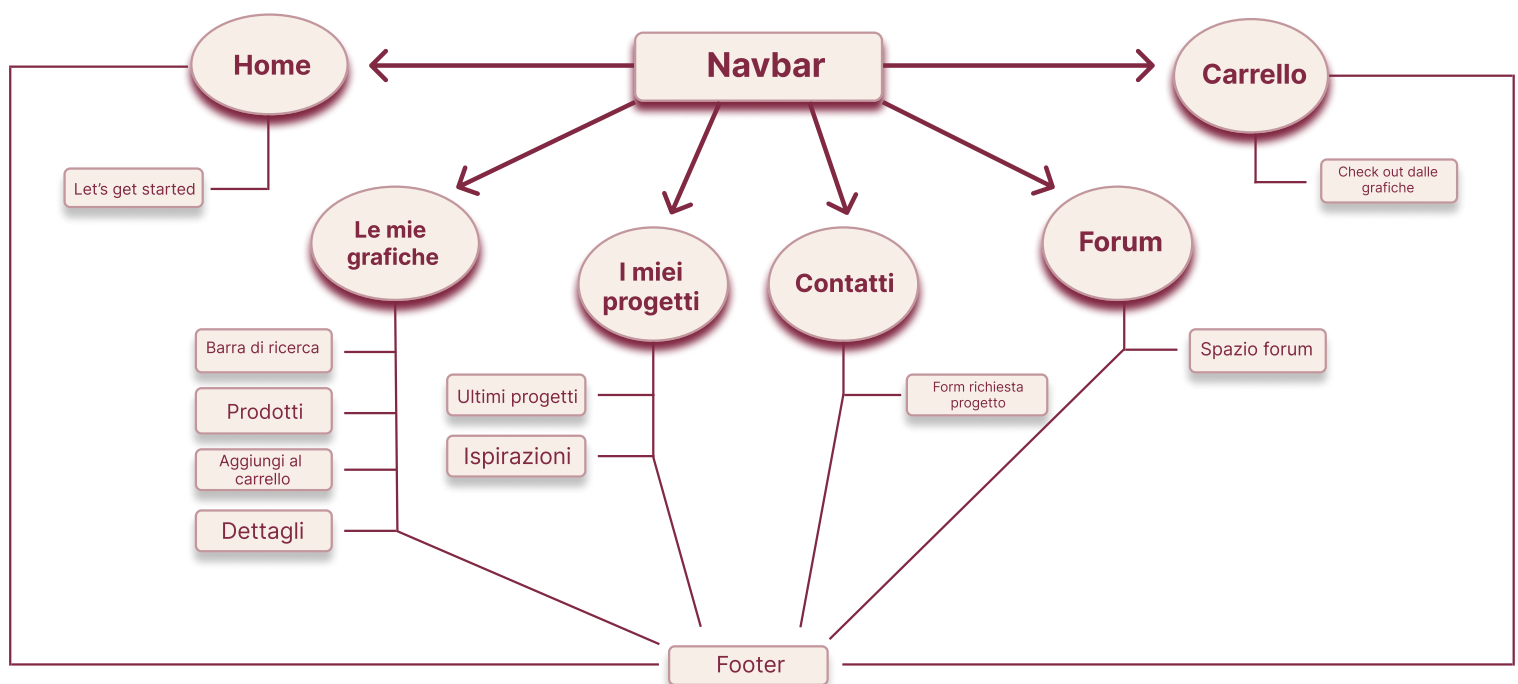 Home
Navbar
Carrello
Let's get started
Check out dalle
grafiche
Le mie
grafiche
I miei
progetti
Contatti
Forum
Barra di ricerca
Prodotti
Aggiungi al
carrello
Dettagli
Ultimi progetti
Ispirazioni
Form richiesta
progetto
Spazio forum
Footer